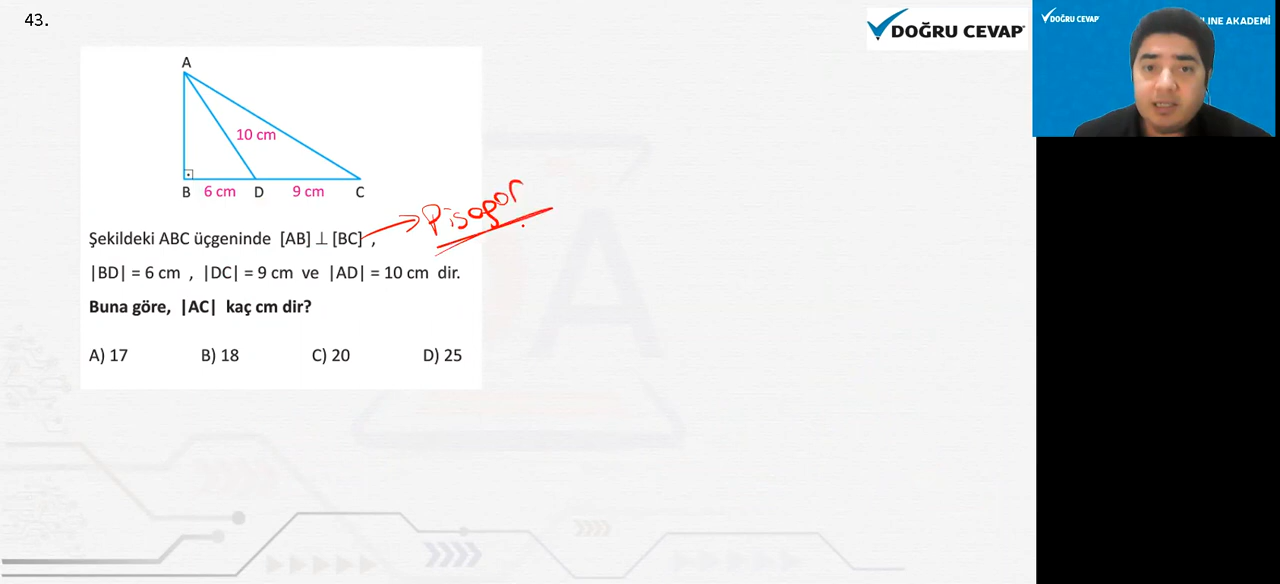 43.
DOĞRU CEVAP
DOĞRU CEVAP
LINE AKADEMİ
A
10 cm
B 6 cm D 9 cm C
Pisagor
Şekildeki ABC üçgeninde [AB] ⊥ [BC] ,
|BD| = 6 cm , |DC| = 9 cm ve |AD| = 10 cm dir.
Buna göre, |AC| kaç cm dir?
A) 17 B) 18 C) 20 D) 25